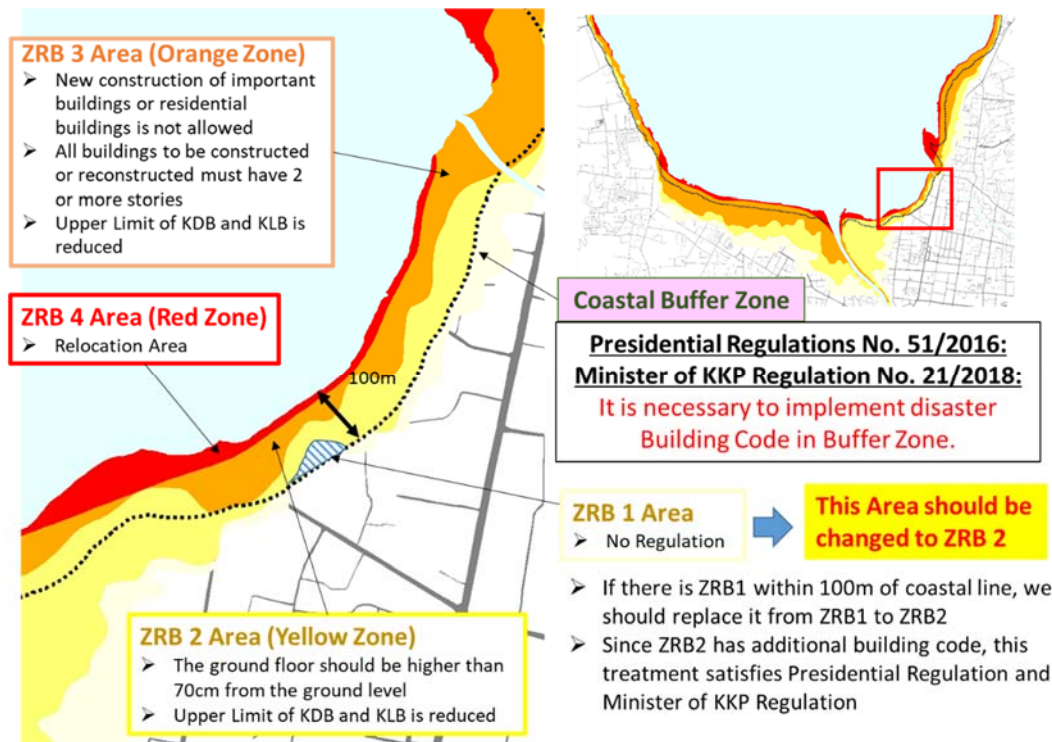 ZRB 3 Area (Orange Zone)
➢ New construction of important
buildings or residential
buildings is not allowed
➢ All buildings to be constructed
or reconstructed must have 2
or more stories
➢ Upper Limit of KDB and KLB is
reduced
ZRB 4 Area (Red Zone)
➢ Relocation Area
100m
Coastal Buffer Zone
Presidential Regulations No. 51/2016:
Minister of KKP Regulation No. 21/2018:
It is necessary to implement disaster
Building Code in Buffer Zone.
ZRB 1 Area
➢ No Regulation
This Area should be
changed to ZRB 2
➢ If there is ZRB1 within 100m of coastal line, we
should replace it from ZRB1 to ZRB2
➢ Since ZRB2 has additional building code, this
treatment satisfies Presidential Regulation and
Minister of KKP Regulation
ZRB 2 Area (Yellow Zone)
➢ The ground floor should be higher than
70cm from the ground level
➢ Upper Limit of KDB and KLB is reduced